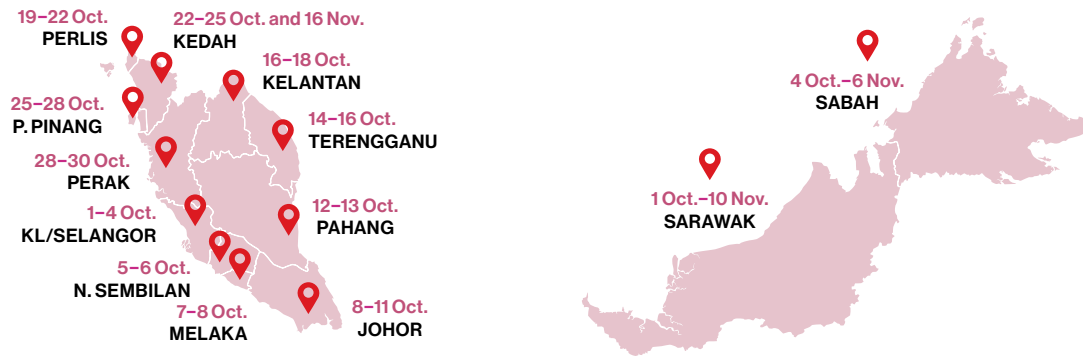 19–22 Oct.
PERLIS
22–25 Oct. and 16 Nov.
KEDAH
16–18 Oct.
KELANTAN
25–28 Oct.
P. PINANG
14–16 Oct.
TERENGGANU
28–30 Oct.
PERAK
1–4 Oct.
KL/SELANGOR
12–13 Oct.
PAHANG
5–6 Oct.
N. SEMBILAN
7–8 Oct.
MELAKA
8–11 Oct.
JOHOR
4 Oct.–6 Nov.
SABAH
1 Oct.–10 Nov.
SARAWAK